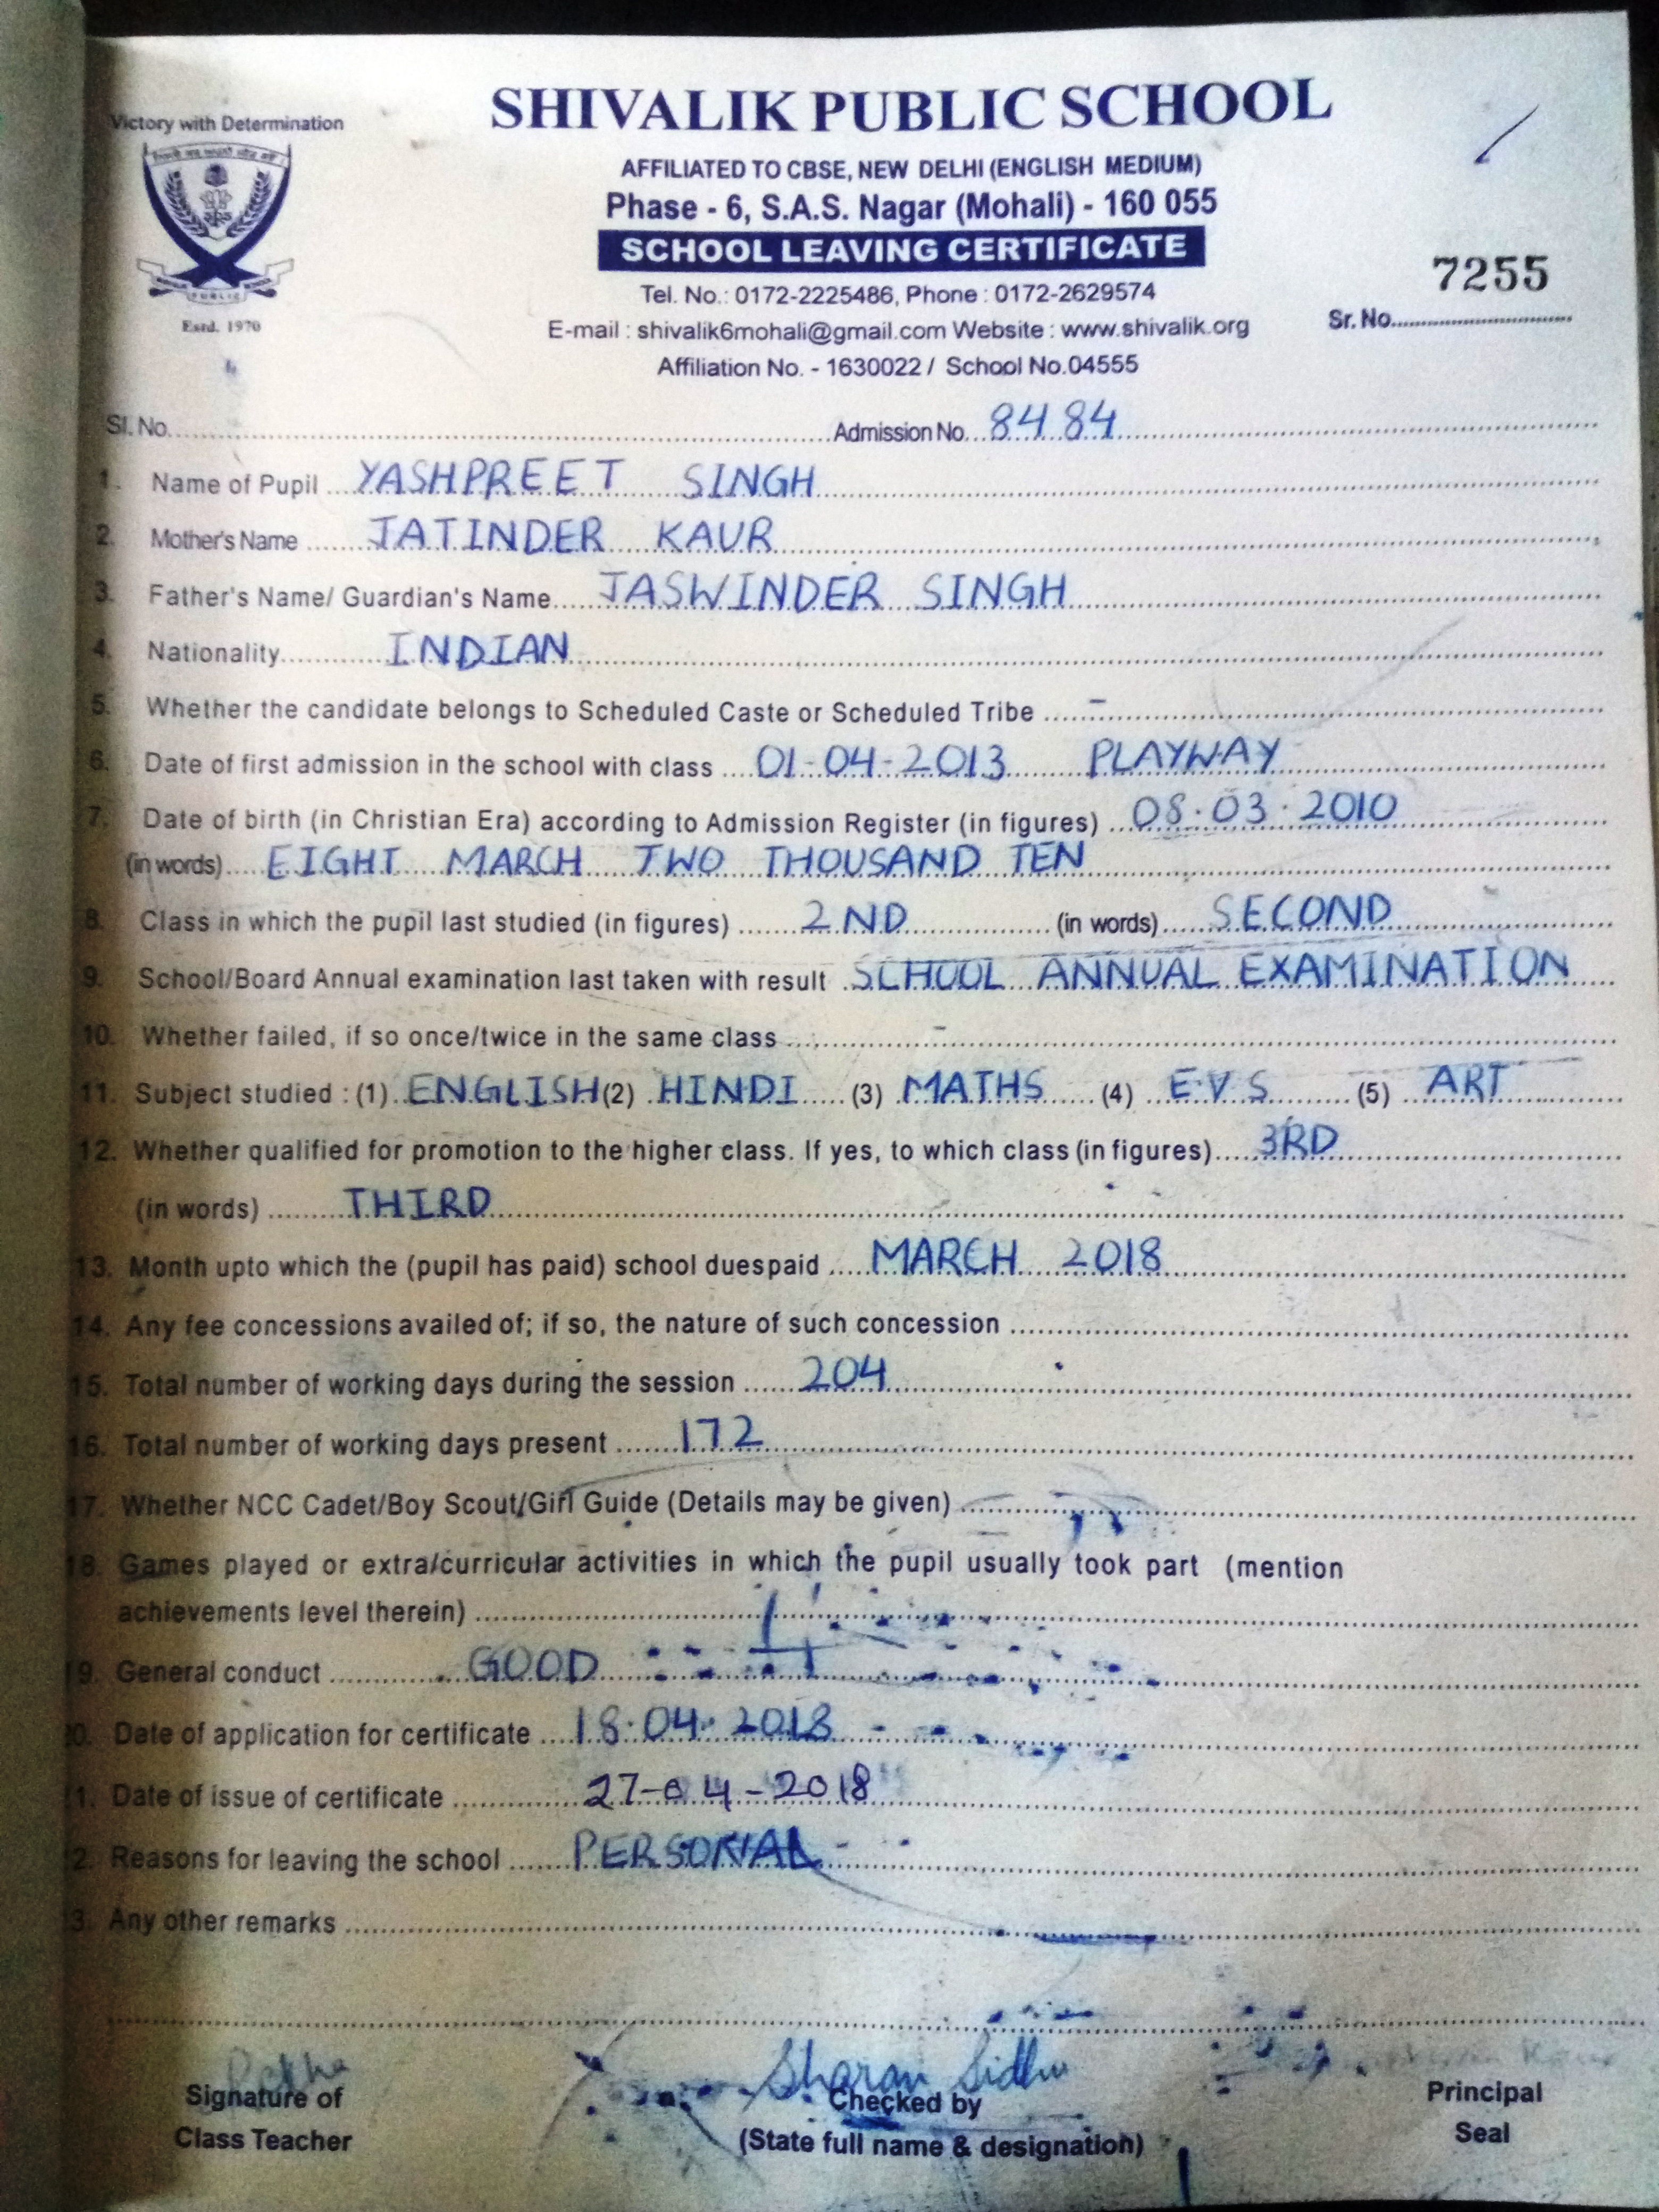 Victory with Determination
SHIVALIK PUBLIC SCHOOL
AFFILIATED TO CBSE, NEW DELHI (ENGLISH MEDIUM)
Phase - 6, S.A.S. Nagar (Mohali) - 160 055
SCHOOL LEAVING CERTIFICATE
Tel. No.: 0172-2225486, Phone : 0172-2629574
E-mail : shivalik6mohali@gmail.com Website : www.shivalik.org
Affiliation No. - 1630022 / School No.04555
PUBLIC
Estd. 1970
7255
Sr. No.
Sl. No. Admission No. 8484
1. Name of Pupil YASHPREET SINGH
2. Mother's Name JATINDER KAUR
3. Father's Name/ Guardian's Name JASWINDER SINGH
4. Nationality INDIAN
5. Whether the candidate belongs to Scheduled Caste or Scheduled Tribe -
6. Date of first admission in the school with class 01-04-2013 PLAYWAY
7. Date of birth (in Christian Era) according to Admission Register (in figures) 08.03.2010
(in words) EIGHT MARCH TWO THOUSAND TEN
8. Class in which the pupil last studied (in figures) 2ND (in words) SECOND
9. School/Board Annual examination last taken with result SCHOOL ANNUAL EXAMINATION
10. Whether failed, if so once/twice in the same class -
11. Subject studied : (1) ENGLISH (2) HINDI (3) MATHS (4) E.V.S (5) ART
12. Whether qualified for promotion to the higher class. If yes, to which class (in figures) 3RD
(in words) THIRD
13. Month upto which the (pupil has paid) school duespaid MARCH 2018
14. Any fee concessions availed of; if so, the nature of such concession
15. Total number of working days during the session 204
16. Total number of working days present 172
17. Whether NCC Cadet/Boy Scout/Girl Guide (Details may be given)
18. Games played or extra/curricular activities in which the pupil usually took part (mention
achievements level therein)
19. General conduct GOOD
0. Date of application for certificate 18.04.2018
1. Date of issue of certificate 27-04-2018
2. Reasons for leaving the school PERSONAL
3. Any other remarks
Rekha Sharan Sidhu
Signature of Checked by Principal
Class Teacher (State full name & designation) Seal